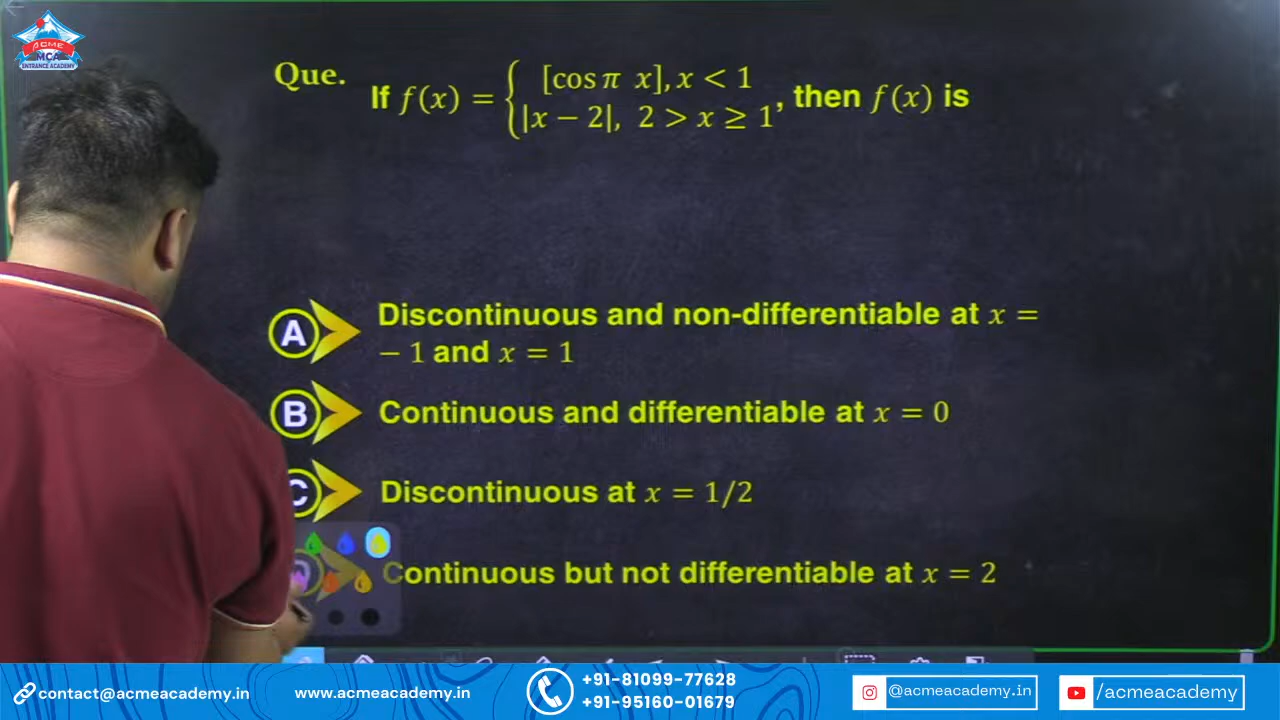 ACME
MCA
ENTRANCE ACADEMY
Que. If f(x) = { [cos π x], x < 1
|x − 2|, 2 > x ≥ 1 , then f(x) is
A Discontinuous and non-differentiable at x =
− 1 and x = 1
B Continuous and differentiable at x = 0
C Discontinuous at x = 1/2
Continuous but not differentiable at x = 2
contact@acmeacademy.in
www.acmeacademy.in
+91-81099-77628
+91-95160-01679
@acmeacademy.in
/acmeacademy